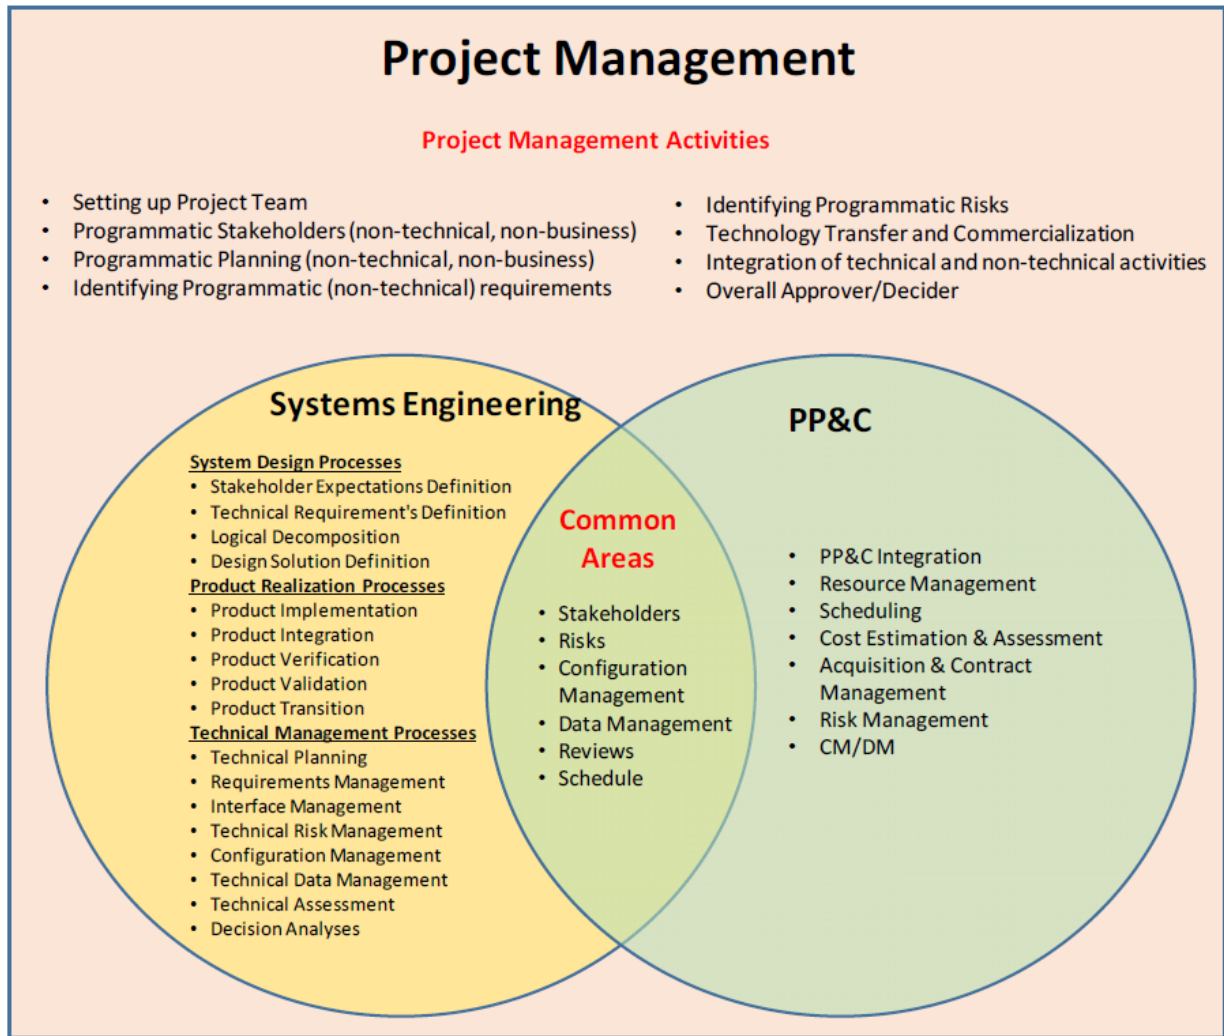 Project Management
Project Management Activities
• Setting up Project Team
• Programmatic Stakeholders (non-technical, non-business)
• Programmatic Planning (non-technical, non-business)
• Identifying Programmatic (non-technical) requirements
• Identifying Programmatic Risks
• Technology Transfer and Commercialization
• Integration of technical and non-technical activities
• Overall Approver/Decider
Systems Engineering
System Design Processes
• Stakeholder Expectations Definition
• Technical Requirement's Definition
• Logical Decomposition
• Design Solution Definition
Product Realization Processes
• Product Implementation
• Product Integration
• Product Verification
• Product Validation
• Product Transition
Technical Management Processes
• Technical Planning
• Requirements Management
• Interface Management
• Technical Risk Management
• Configuration Management
• Technical Data Management
• Technical Assessment
• Decision Analyses
Common
Areas
• Stakeholders
• Risks
• Configuration
Management
• Data Management
• Reviews
• Schedule
PP&C
• PP&C Integration
• Resource Management
• Scheduling
• Cost Estimation & Assessment
• Acquisition & Contract
Management
• Risk Management
• CM/DM